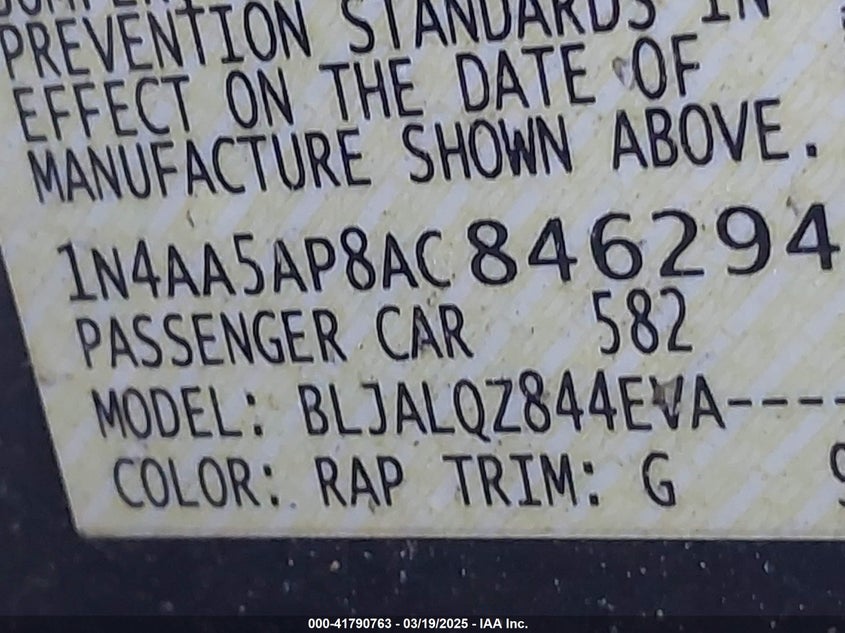 PREVENTION STANDARDS IN
EFFECT ON THE DATE OF
MANUFACTURE SHOWN ABOVE.
1N4AA5AP8AC846294
PASSENGER CAR 582
MODEL: BLJALQZ844EVA----
COLOR: RAP TRIM: G
000-41790763 - 03/19/2025 - IAA Inc.